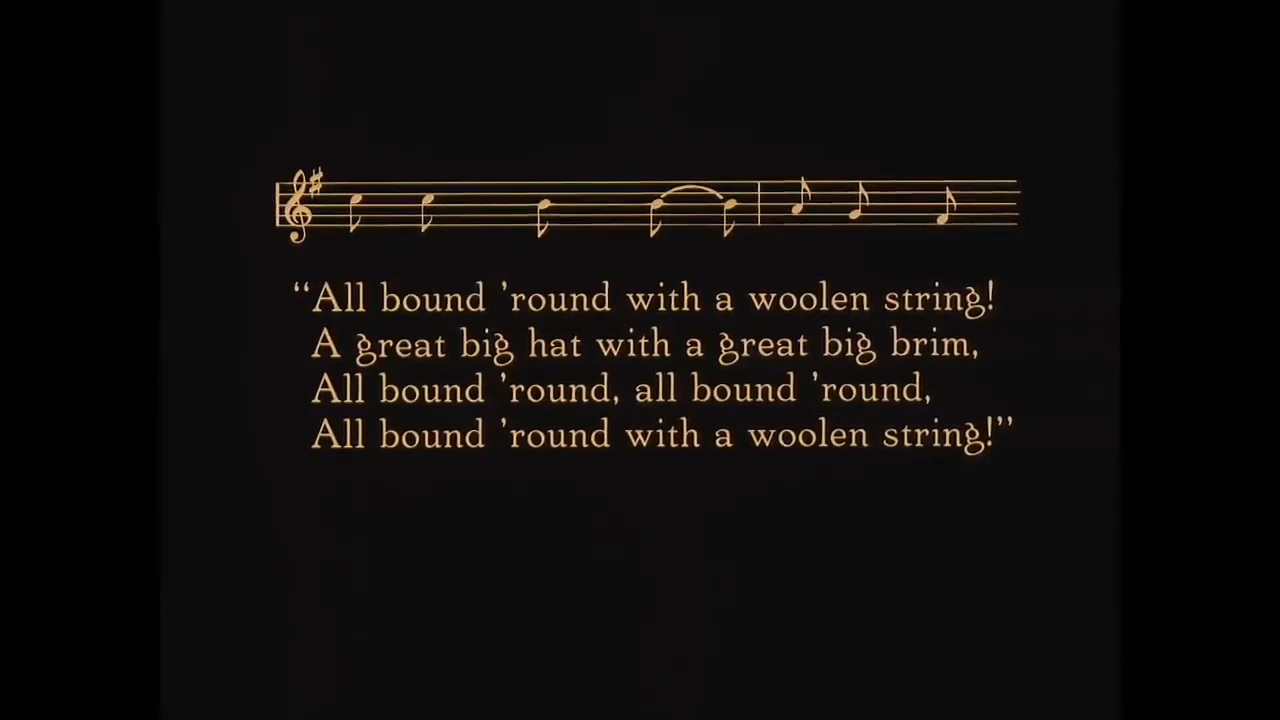 “All bound ’round with a woolen string!
A great big hat with a great big brim,
All bound ’round, all bound ’round,
All bound ’round with a woolen string!”